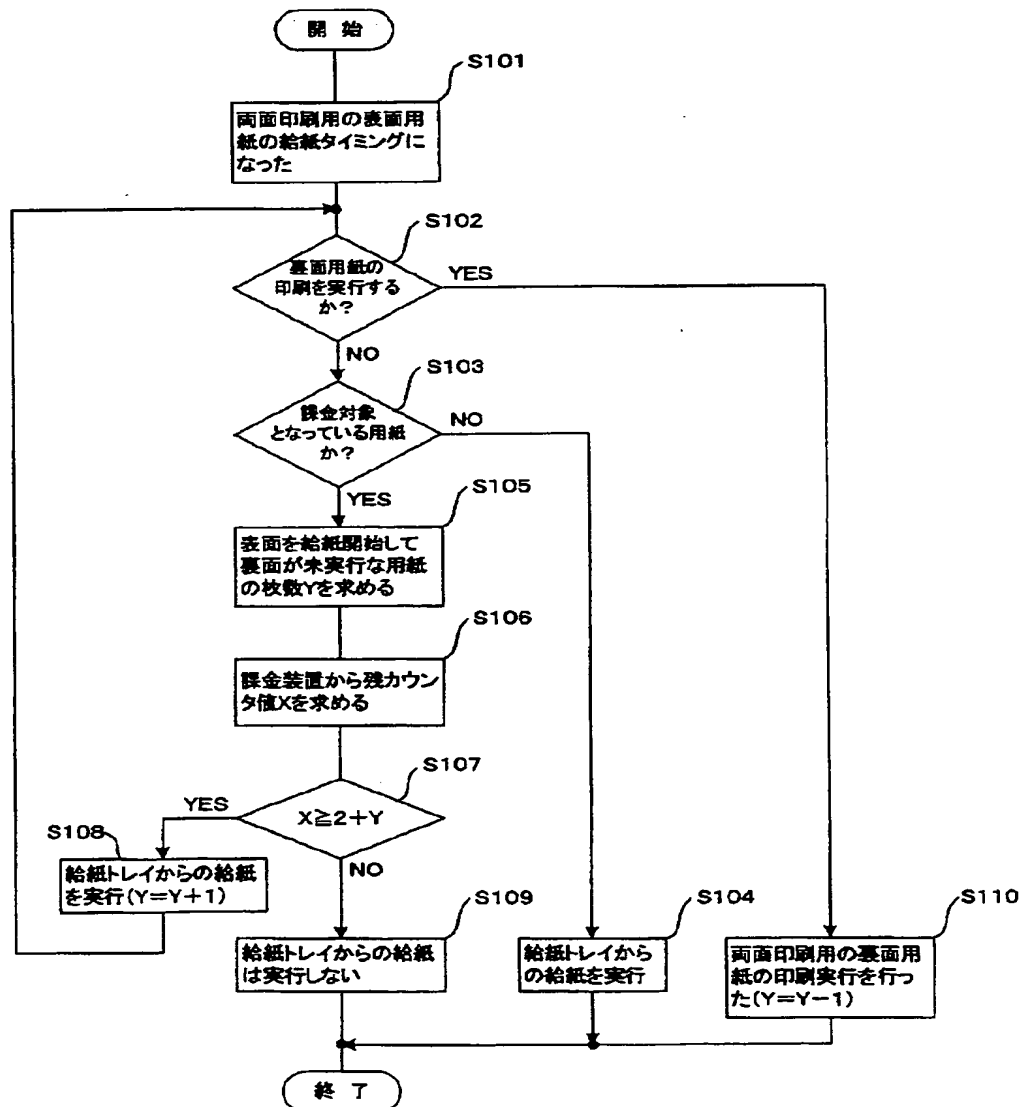 開 始
S101
両面印刷用の表面用
紙の給紙タイミングに
なった
S102
裏面用紙の
印刷を実行する
か？
YES
NO
S103
課金対象
となっている用紙
か？
NO
YES
S105
表面を給紙開始して
裏面が未実行な用紙
の枚数Yを求める
S106
課金装置から残カウン
タ値Xを求める
S107
X≧2+Y
YES
NO
S108
給紙トレイからの給紙
を実行(Y=Y+1)
S109
給紙トレイからの給紙
は実行しない
S104
給紙トレイから
の給紙を実行
S110
両面印刷用の裏面用
紙の印刷実行を行っ
た(Y=Y-1)
終 了